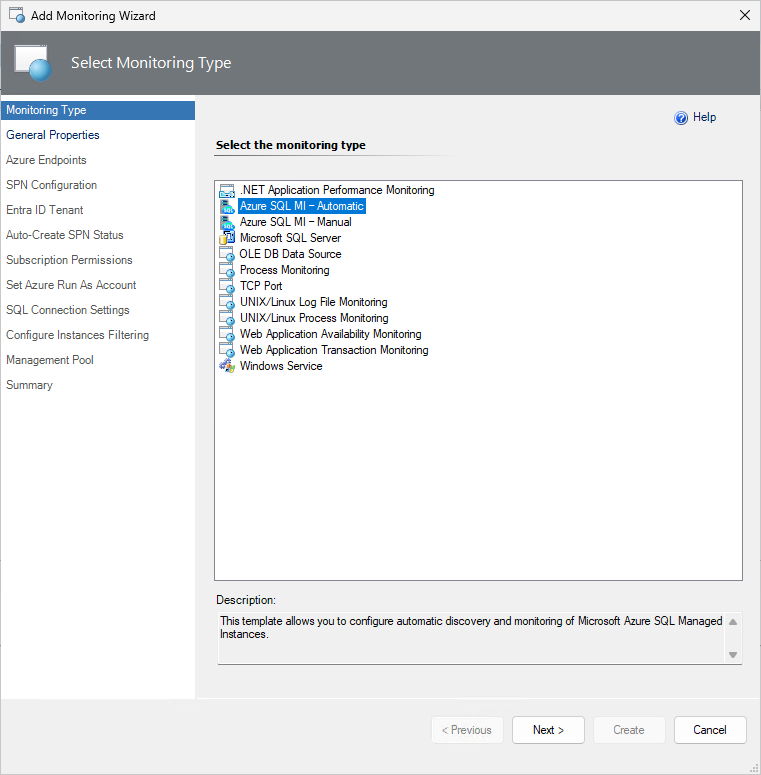 Add Monitoring Wizard
Select Monitoring Type
Monitoring Type
General Properties
Azure Endpoints
SPN Configuration
Entra ID Tenant
Auto-Create SPN Status
Subscription Permissions
Set Azure Run As Account
SQL Connection Settings
Configure Instances Filtering
Management Pool
Summary
Help
Select the monitoring type
.NET Application Performance Monitoring
Azure SQL MI – Automatic
Azure SQL MI – Manual
Microsoft SQL Server
OLE DB Data Source
Process Monitoring
TCP Port
UNIX/Linux Log File Monitoring
UNIX/Linux Process Monitoring
Web Application Availability Monitoring
Web Application Transaction Monitoring
Windows Service
Description:
This template allows you to configure automatic discovery and monitoring of Microsoft Azure SQL Managed
Instances.
< Previous
Next >
Create
Cancel